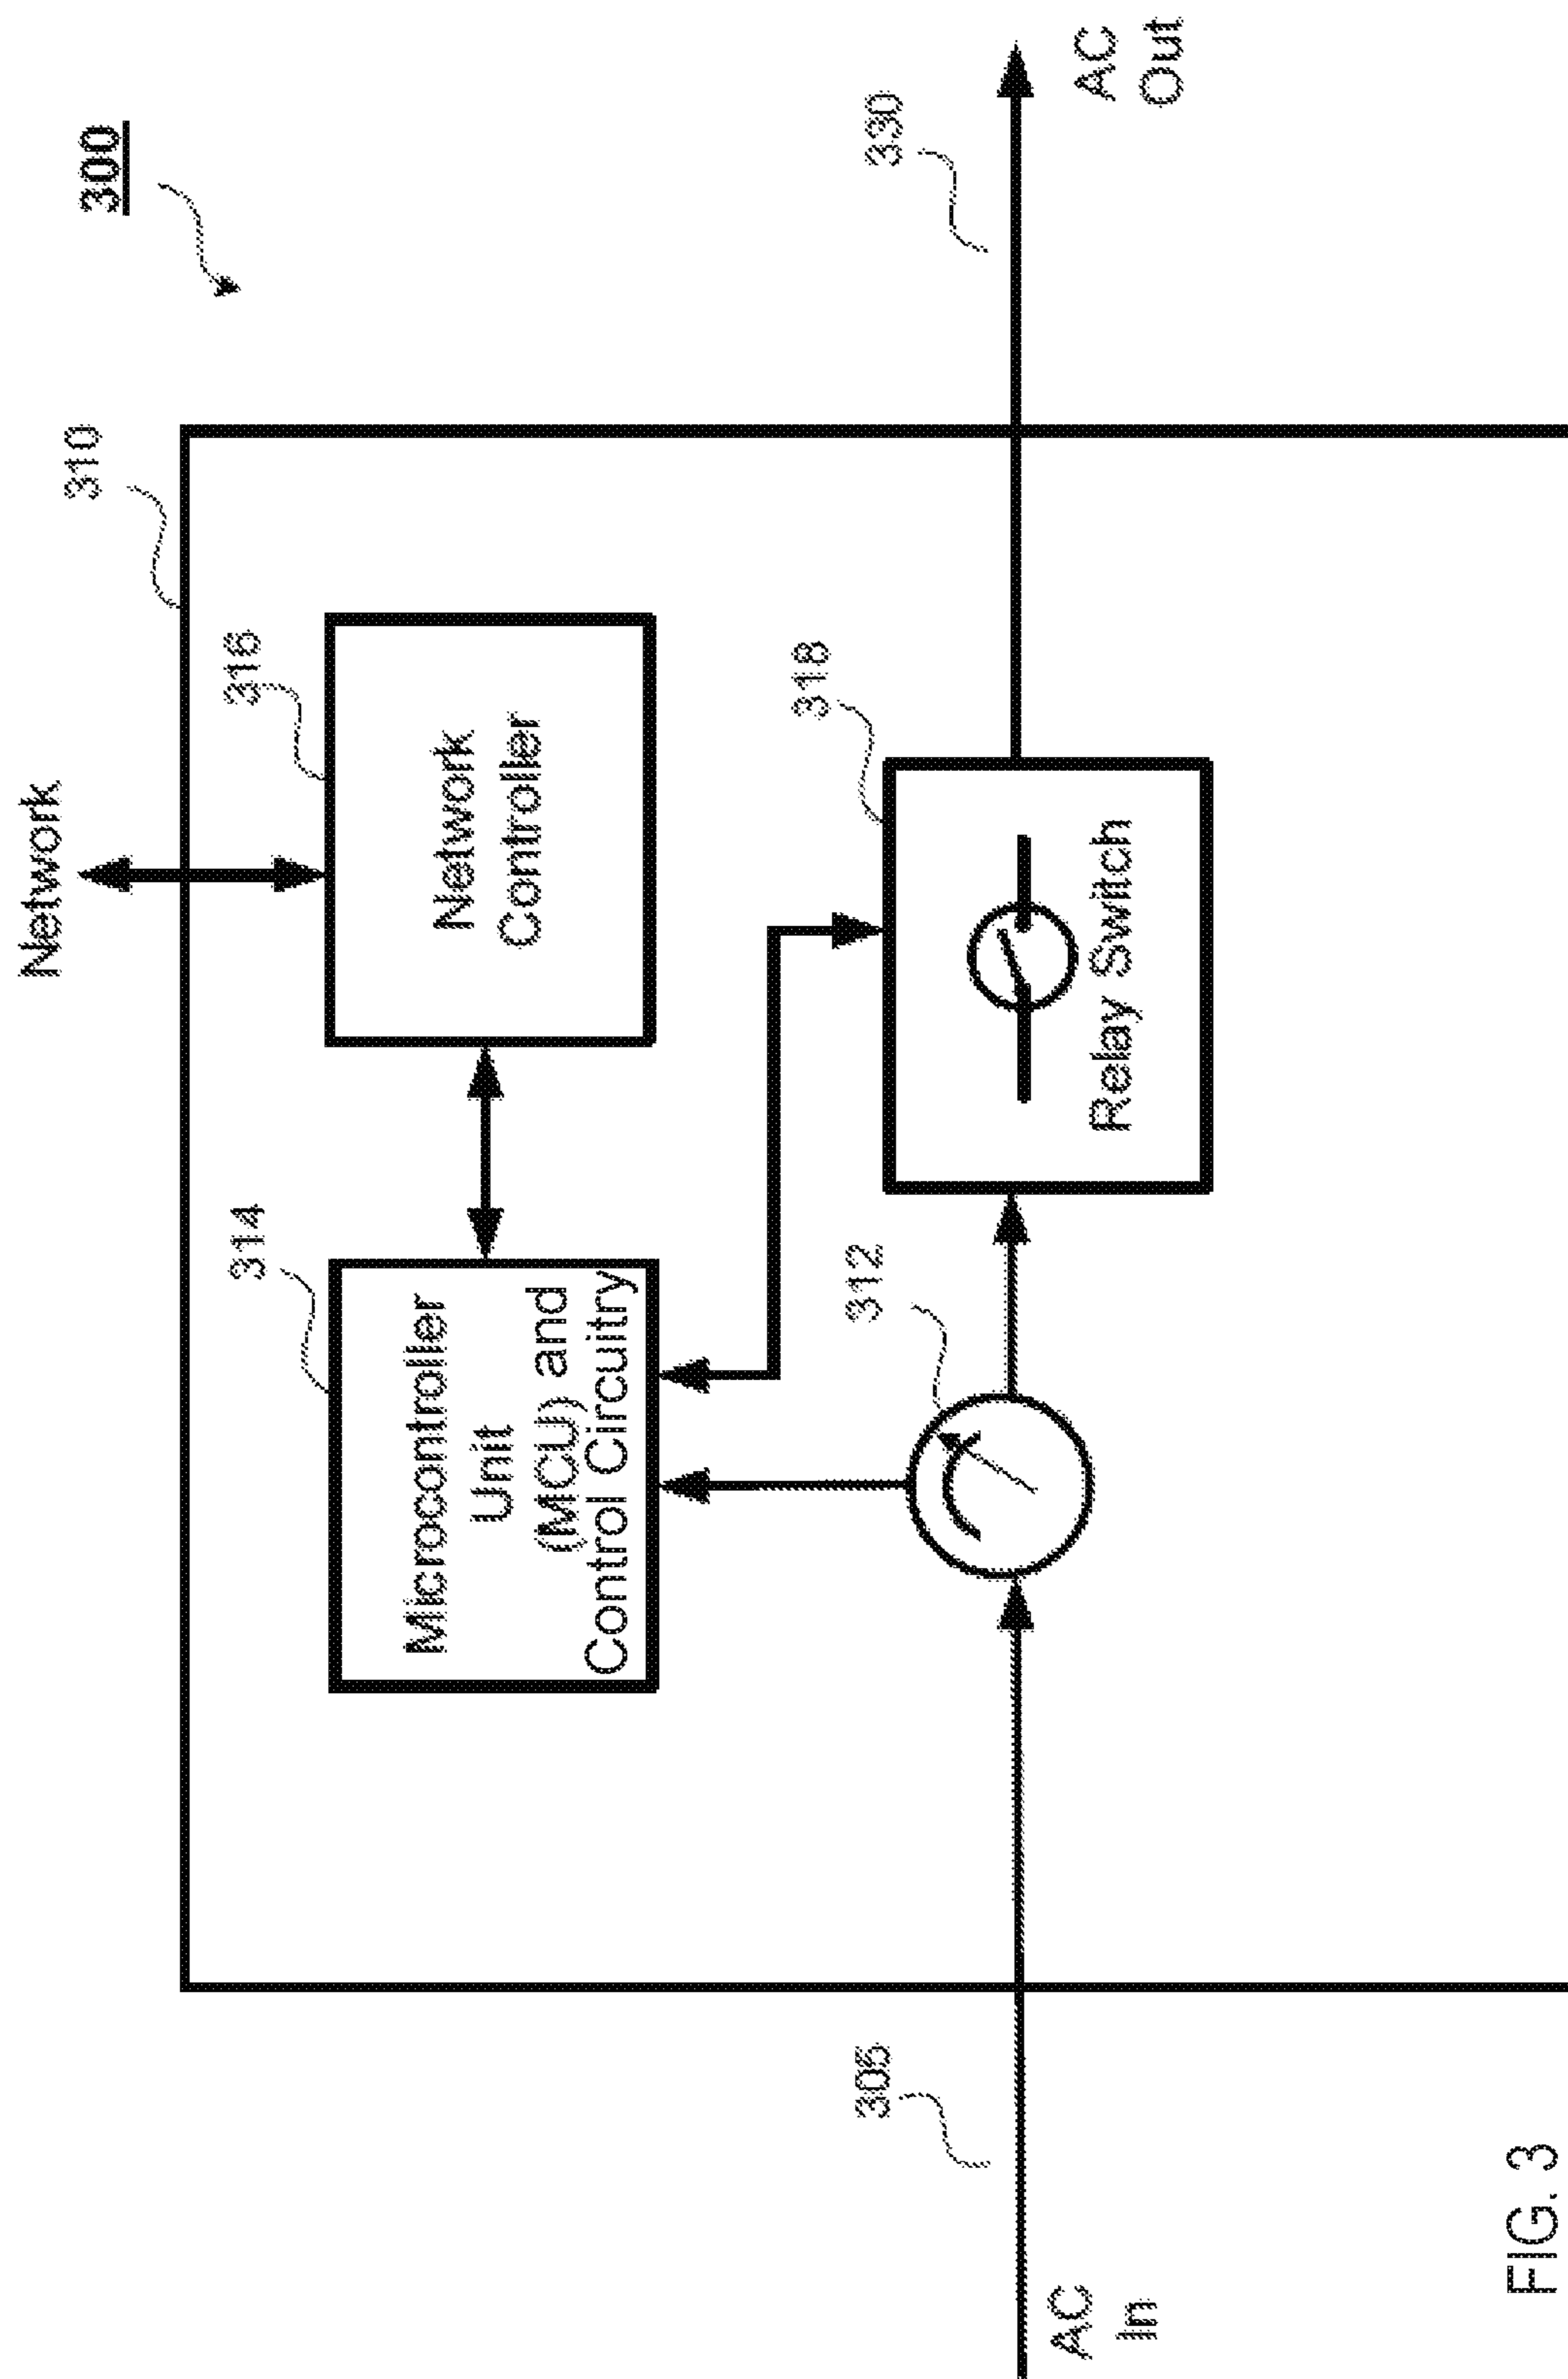 300
Network
310
316
Network
Controller
314
Microcontroller
Unit
(MCU) and
Control Circuitry
318
Relay Switch
312
330
AC
Out
305
AC
In
FIG. 3